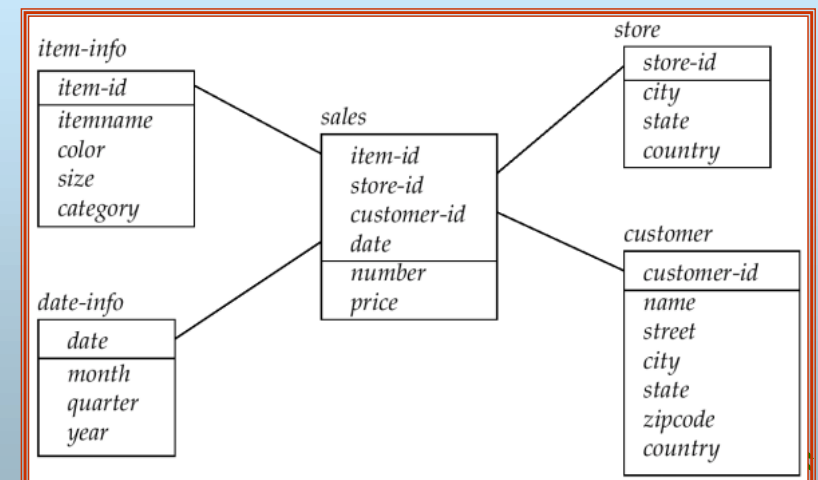 item-info
item-id
itemname
color
size
category
date-info
date
month
quarter
year
sales
item-id
store-id
customer-id
date
number
price
store
store-id
city
state
country
customer
customer-id
name
street
city
state
zipcode
country